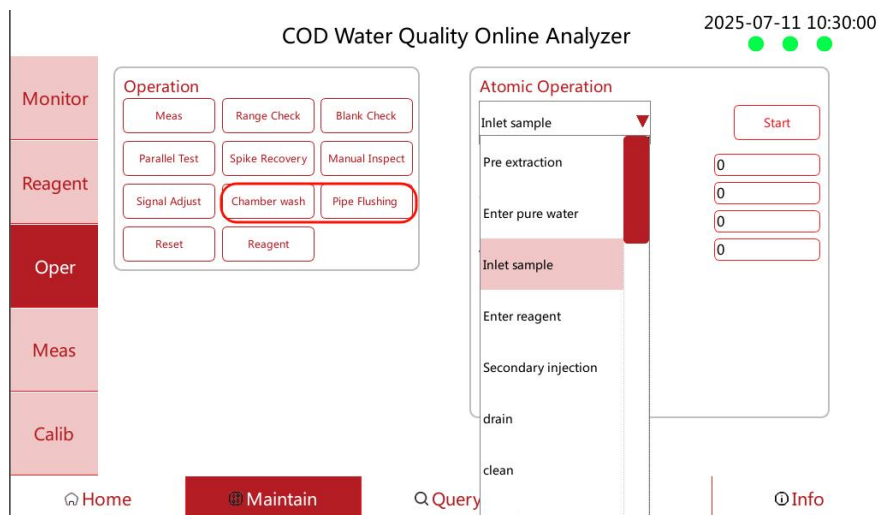 COD Water Quality Online Analyzer
2025-07-11 10:30:00
Monitor
Reagent
Oper
Meas
Calib
Operation
Meas
Range Check
Blank Check
Parallel Test
Spike Recovery
Manual Inspect
Signal Adjust
Chamber wash
Pipe Flushing
Reset
Reagent
Atomic Operation
Inlet sample
Start
Pre extraction
Enter pure water
Inlet sample
Enter reagent
Secondary injection
drain
clean
0
0
0
0
Home
Maintain
Query
Info